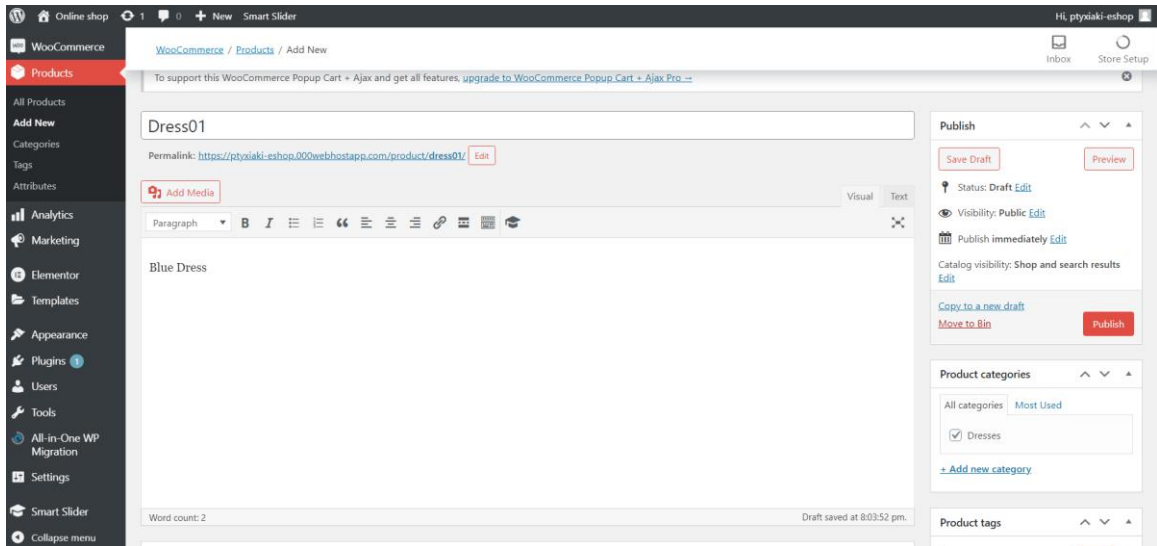 Online shop 1 0 + New Smart Slider Hi, ptyxiaki-eshop
WooCommerce
Products
All Products
Add New
Categories
Tags
Attributes
Analytics
Marketing
Elementor
Templates
Appearance
Plugins 1
Users
Tools
All-in-One WP
Migration
Settings
Smart Slider
Collapse menu
WooCommerce / Products / Add New
Inbox
Store Setup
To support this WooCommerce Popup Cart + Ajax and get all features, upgrade to WooCommerce Popup Cart + Ajax Pro →
Dress01
Permalink: https://ptyxiaki-eshop.000webhostapp.com/product/dress01/ Edit
Add Media
Visual Text
Paragraph B I
Blue Dress
Word count: 2 Draft saved at 8:03:52 pm.
Publish
Save Draft Preview
Status: Draft Edit
Visibility: Public Edit
Publish immediately Edit
Catalog visibility: Shop and search results
Edit
Copy to a new draft
Move to Bin Publish
Product categories
All categories Most Used
Dresses
+ Add new category
Product tags